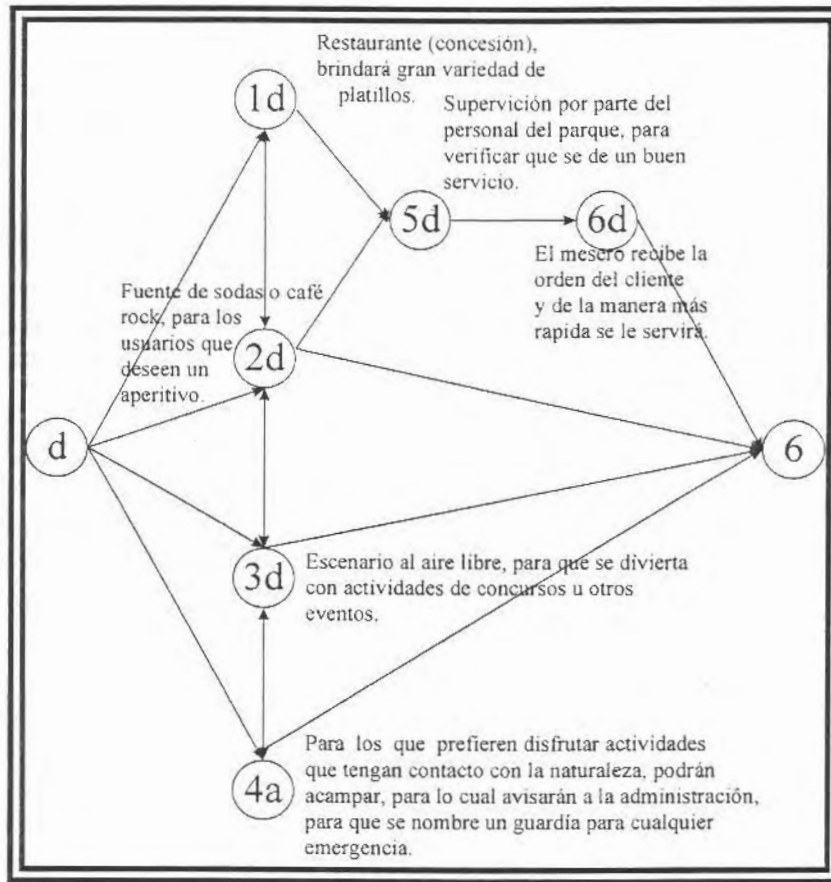 Restaurante (concesión),
brindará gran variedad de
platillos.
1d
Supervición por parte del
personal del parque, para
verificar que se de un buen
servicio.
5d
6d
El mesero recibe la
orden del cliente
y de la manera más
rapida se le servirá.
Fuente de sodas o café
rock, para los
usuarios que
deseen un
aperitivo.
2d
d
6
3d
Escenario al aire libre, para que se divierta
con actividades de concursos u otros
eventos.
4a
Para los que prefieren disfrutar actividades
que tengan contacto con la naturaleza, podrán
acampar, para lo cual avisarán a la administración,
para que se nombre un guardía para cualquier
emergencia.